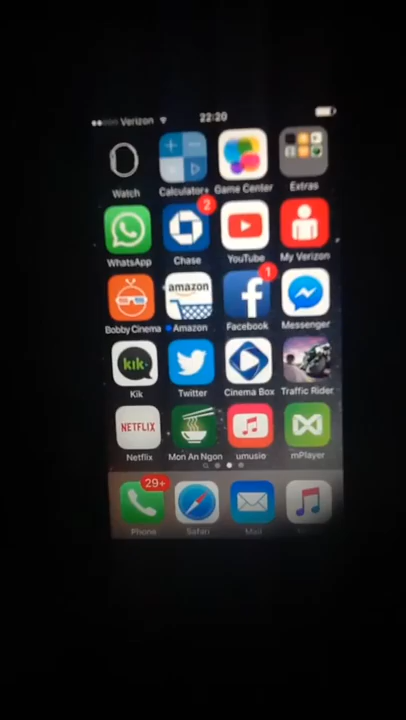 Verizon 22:20
Watch Calculator+ Game Center Extras
2
WhatsApp Chase YouTube My Verizon
amazon
1
Bobby Cinema Amazon Facebook Messenger
kik
Kik Twitter Cinema Box Traffic Rider
NETFLIX
Netflix Mon An Ngon umusic mPlayer
29+
Phone Safari Mail